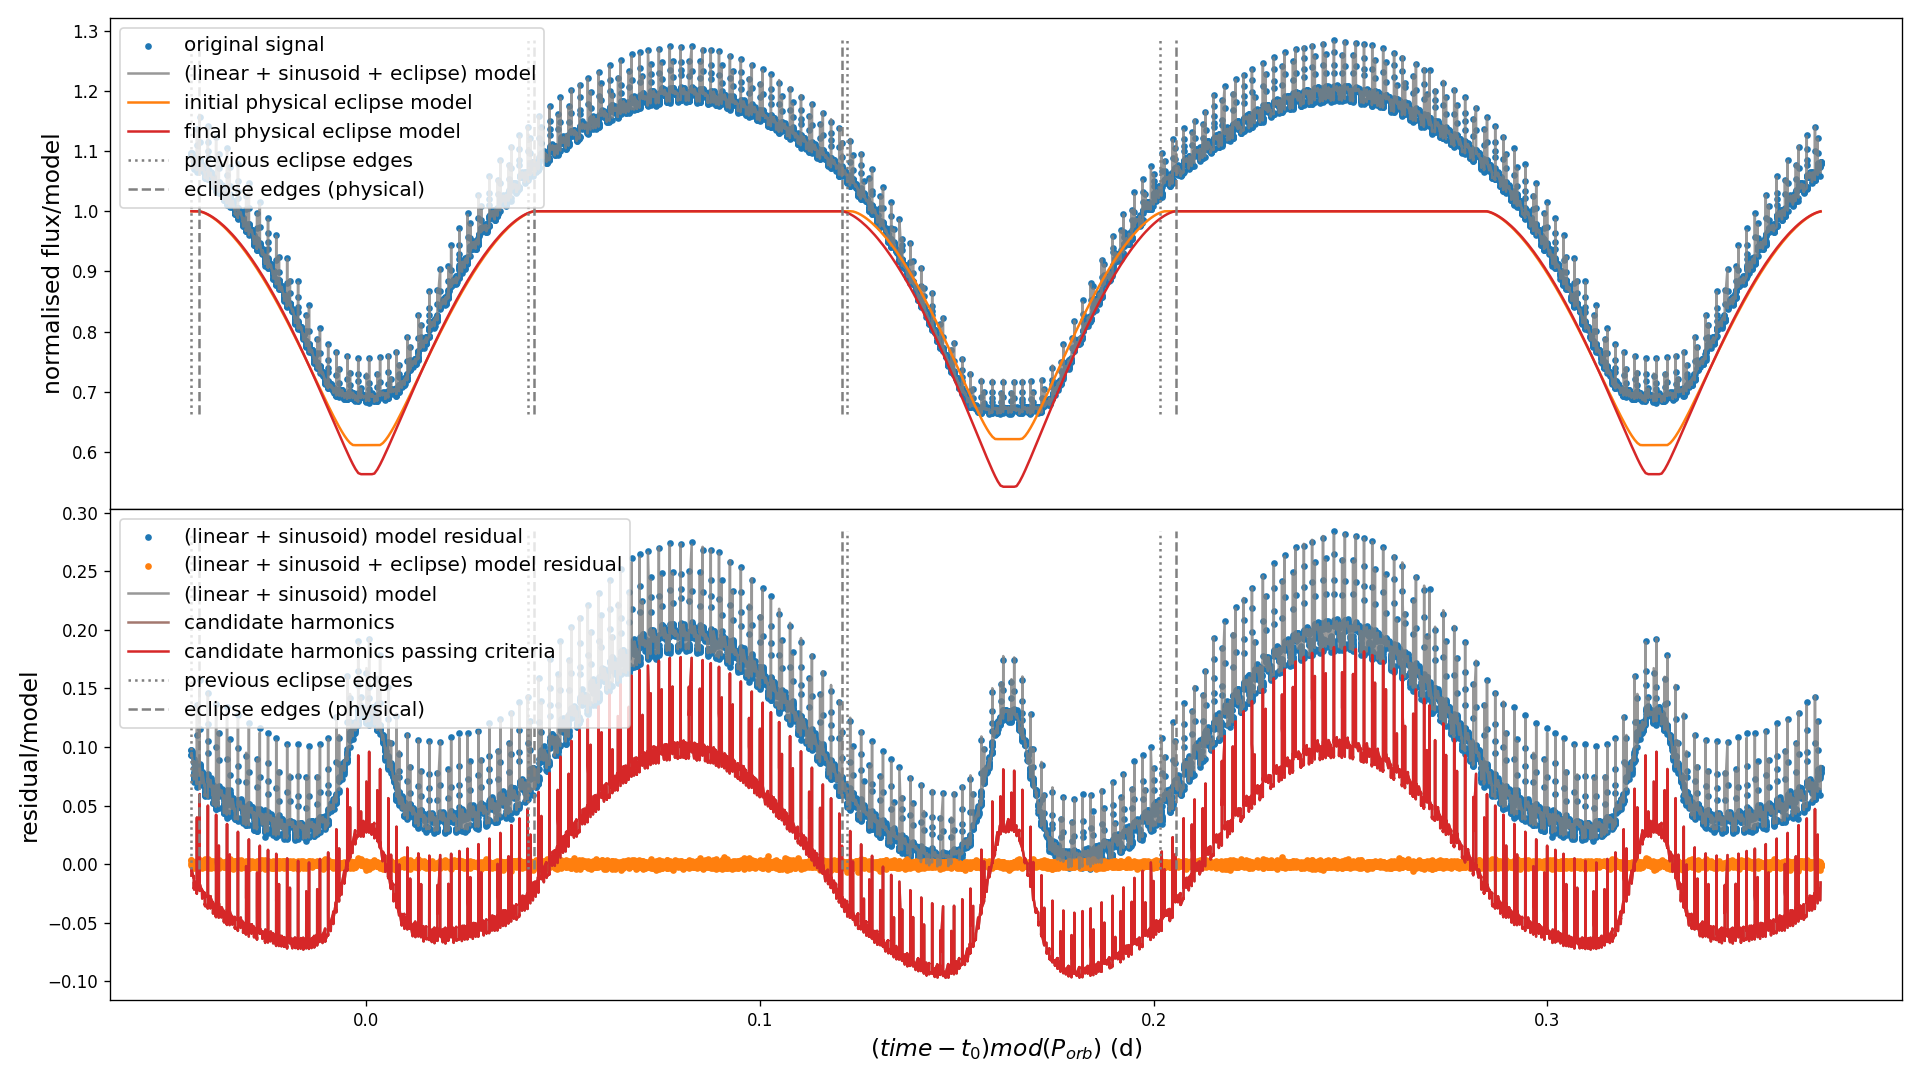 1.3
1.2
1.1
1.0
0.9
0.8
0.7
0.6
normalised flux/model
original signal
(linear + sinusoid + eclipse) model
initial physical eclipse model
final physical eclipse model
previous eclipse edges
eclipse edges (physical)
0.30
0.25
0.20
0.15
0.10
0.05
0.00
−0.05
−0.10
residual/model
(linear + sinusoid) model residual
(linear + sinusoid + eclipse) model residual
(linear + sinusoid) model
candidate harmonics
candidate harmonics passing criteria
previous eclipse edges
eclipse edges (physical)
0.0 0.1 0.2 0.3
(time − t₀)mod(P_orb) (d)